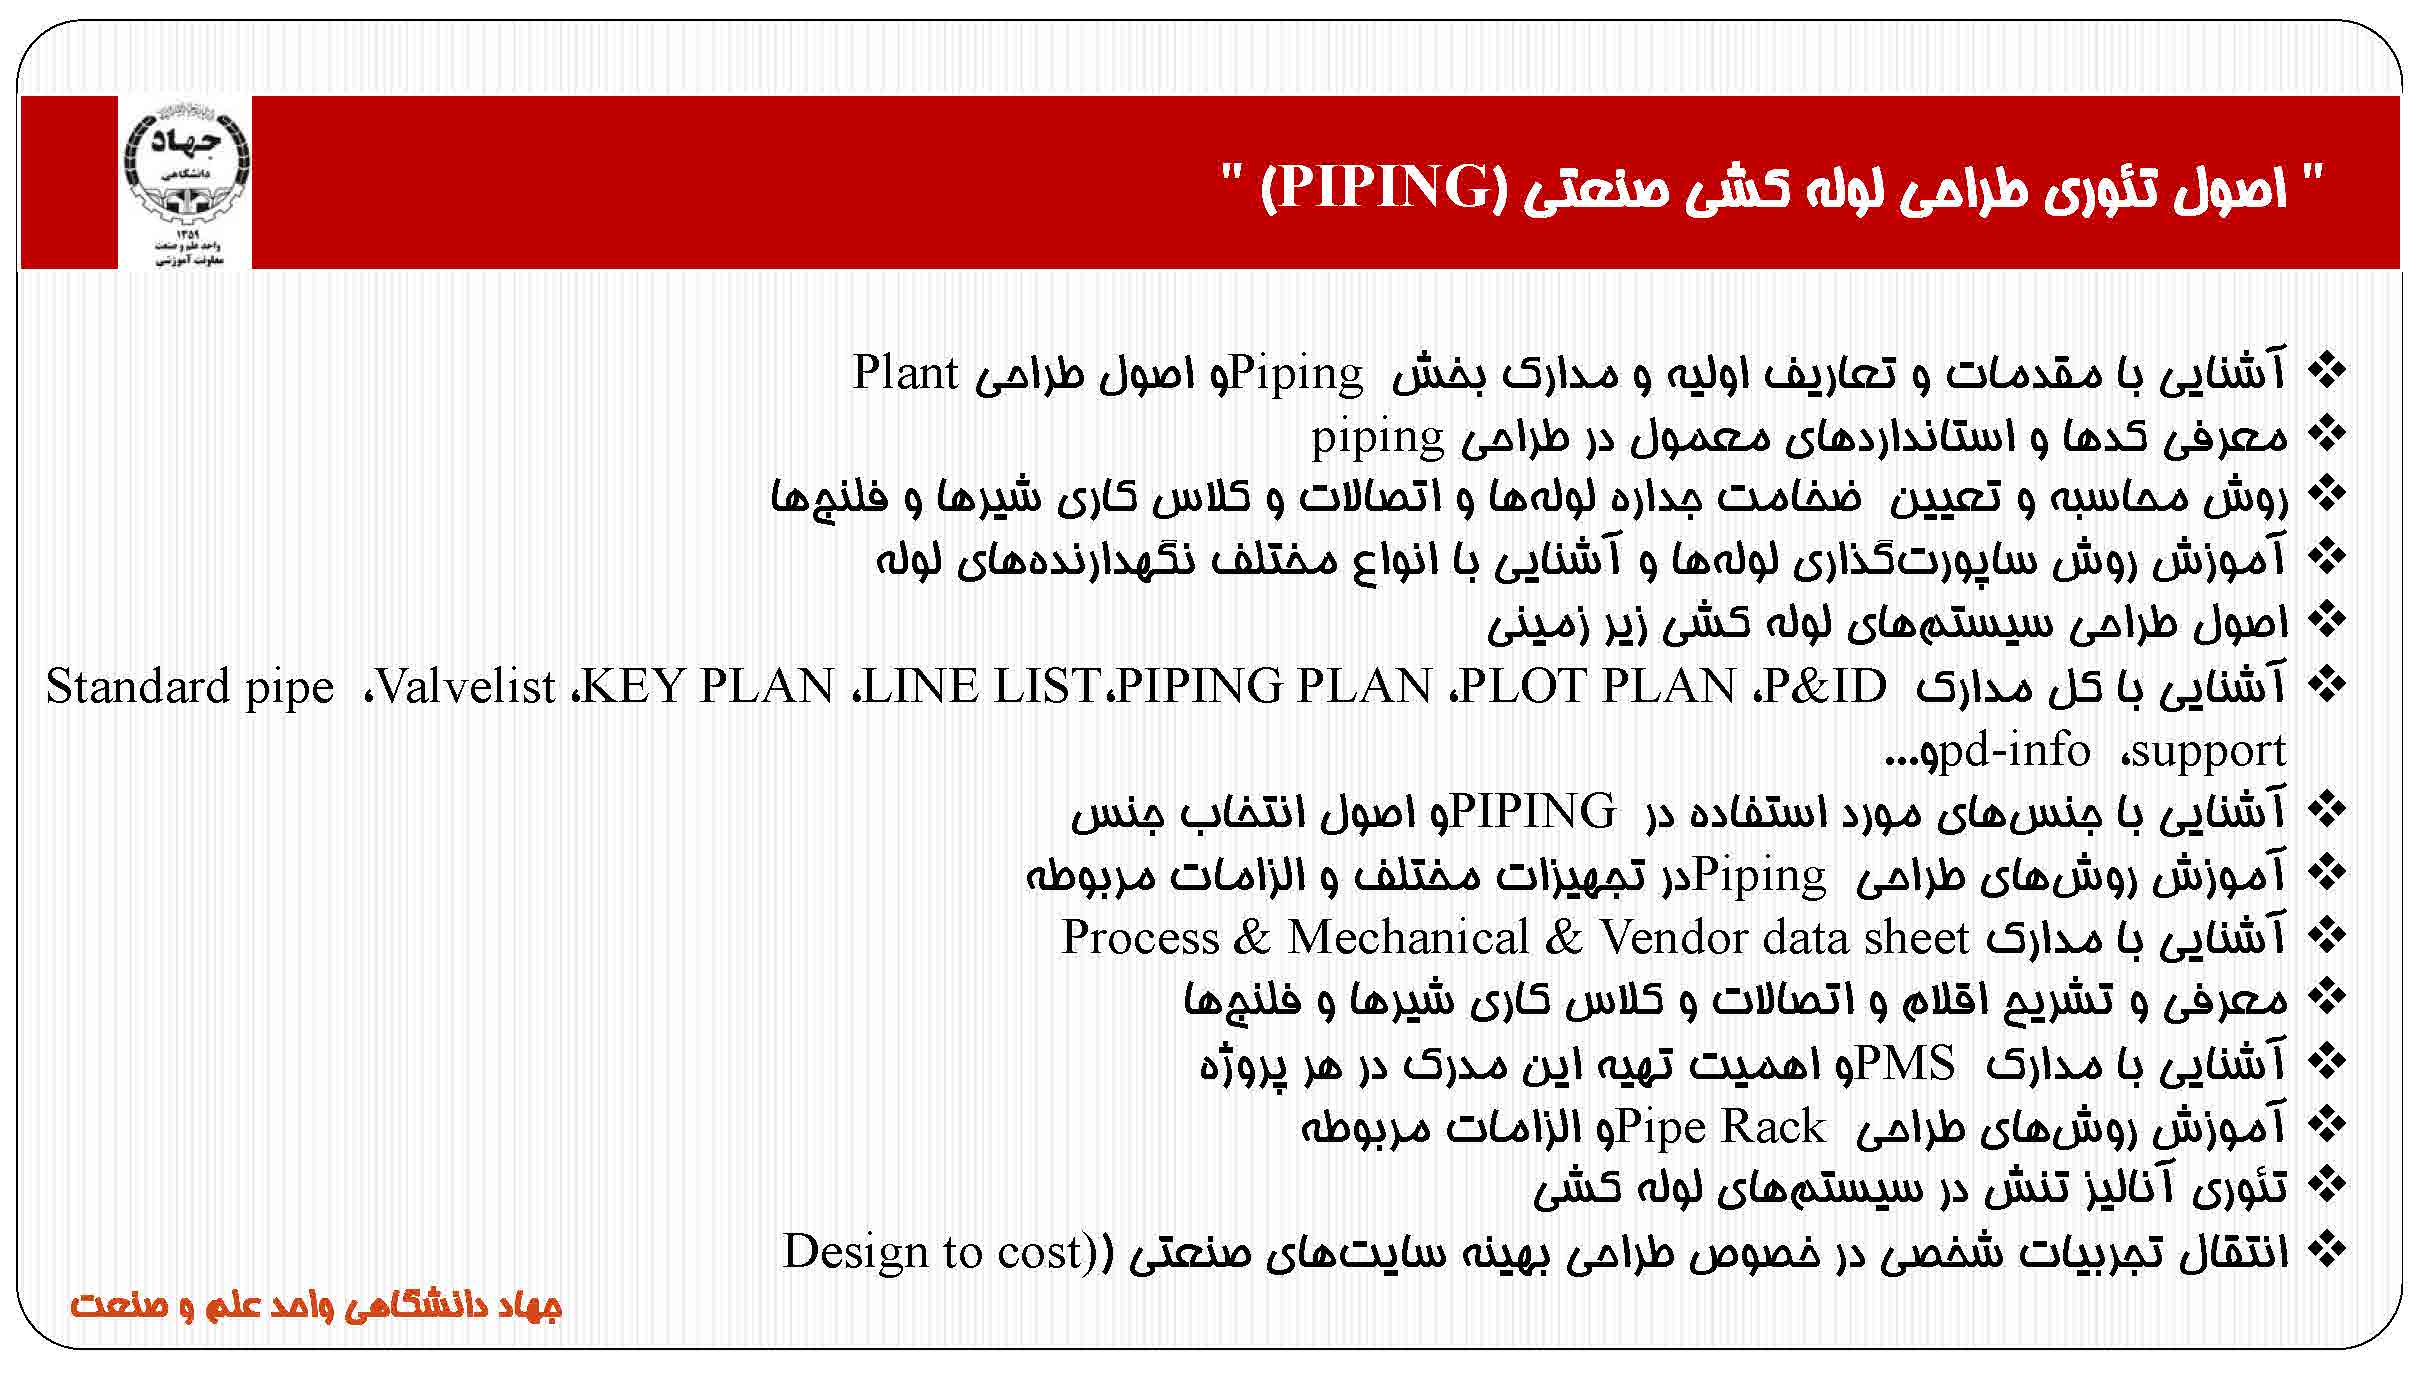 جهاد
دانشگاهی
۱۳۵۹
واحد علم و صنعت
معاونت آموزشی
" اصول تئوری طراحی لوله کشی صنعتی (PIPING) "
❖ آشنایی با مقدمات و تعاریف اولیه و مدارک بخش Pipingو اصول طراحی Plant
❖ معرفی کدها و استانداردهای معمول در طراحی piping
❖ روش محاسبه و تعیین ضخامت جداره لوله‌ها و اتصالات و کلاس کاری شیرها و فلنج‌ها
❖ آموزش روش ساپورت‌گذاری لوله‌ها و آشنایی با انواع مختلف نگهدارنده‌های لوله
❖ اصول طراحی سیستم‌های لوله کشی زیر زمینی
❖ آشنایی با کل مدارک P&ID، PLOT PLAN، PIPING PLAN،LINE LIST، KEY PLAN، Valvelist، Standard pipe
support، pd-infoو...
❖ آشنایی با جنس‌های مورد استفاده در PIPINGو اصول انتخاب جنس
❖ آموزش روش‌های طراحی Pipingدر تجهیزات مختلف و الزامات مربوطه
❖ آشنایی با مدارک Process & Mechanical & Vendor data sheet
❖ معرفی و تشریح اقلام و اتصالات و کلاس کاری شیرها و فلنج‌ها
❖ آشنایی با مدارک PMSو اهمیت تهیه این مدرک در هر پروژه
❖ آموزش روش‌های طراحی Pipe Rackو الزامات مربوطه
❖ تئوری آنالیز تنش در سیستم‌های لوله کشی
❖ انتقال تجربیات شخصی در خصوص طراحی بهینه سایت‌های صنعتی ((Design to cost
جهاد دانشگاهی واحد علم و صنعت